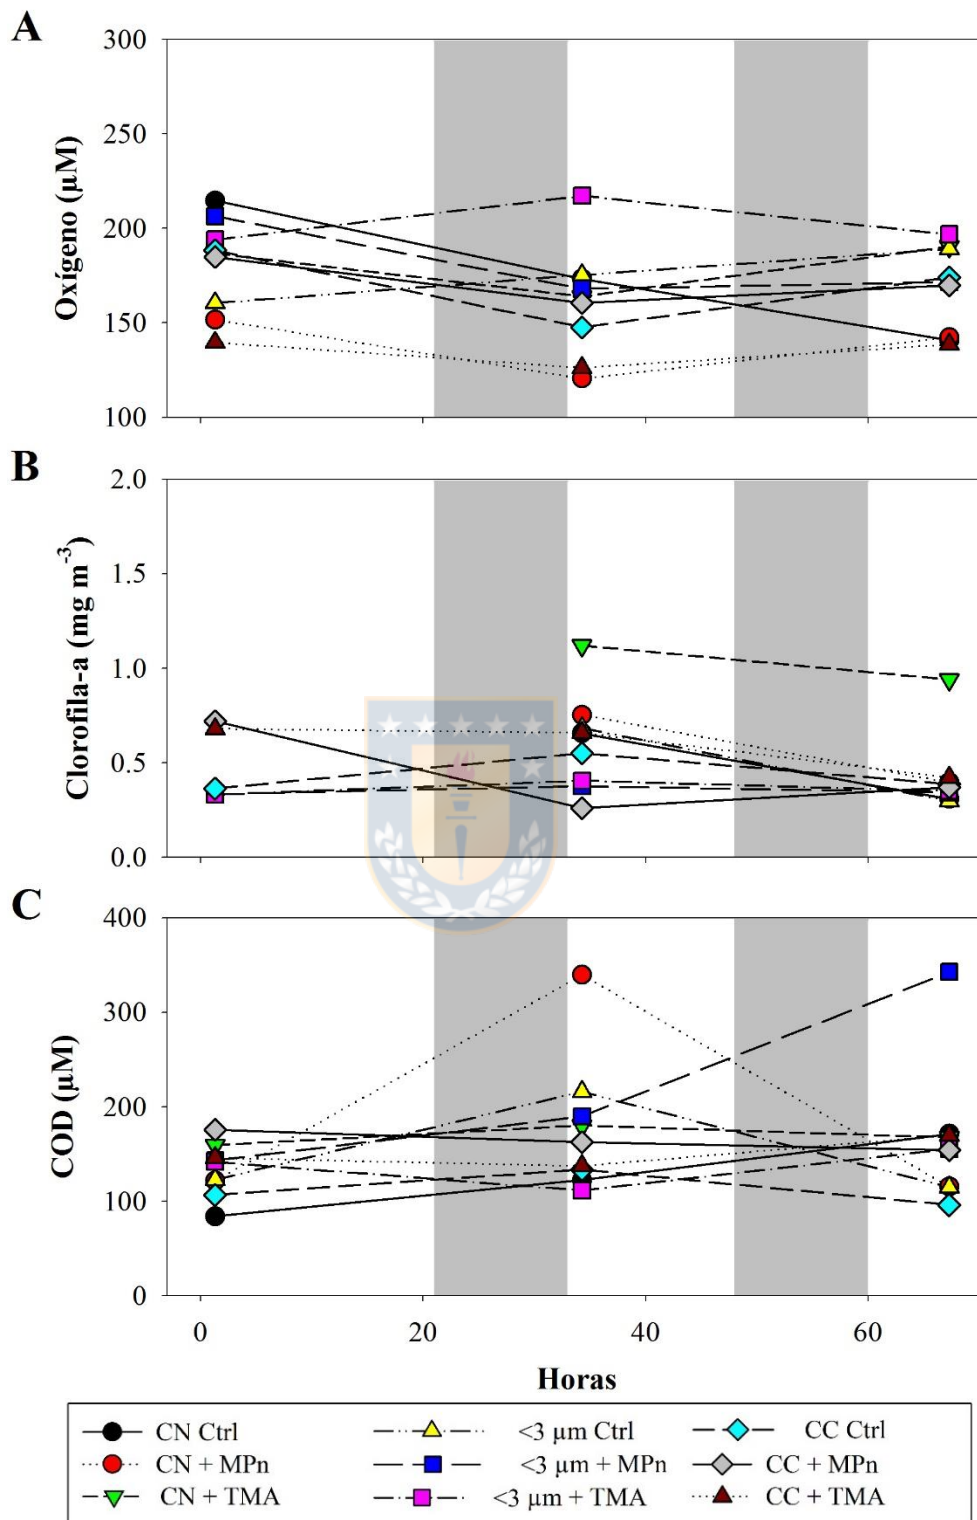 A
300
250
200
150
100
Oxígeno (µM)
B
2.0
1.5
1.0
0.5
0.0
Clorofila-a (mg m⁻³)
C
400
300
200
100
0
COD (µM)
0 20 40 60
Horas
CN Ctrl <3 µm Ctrl CC Ctrl
CN + MPn <3 µm + MPn CC + MPn
CN + TMA <3 µm + TMA CC + TMA